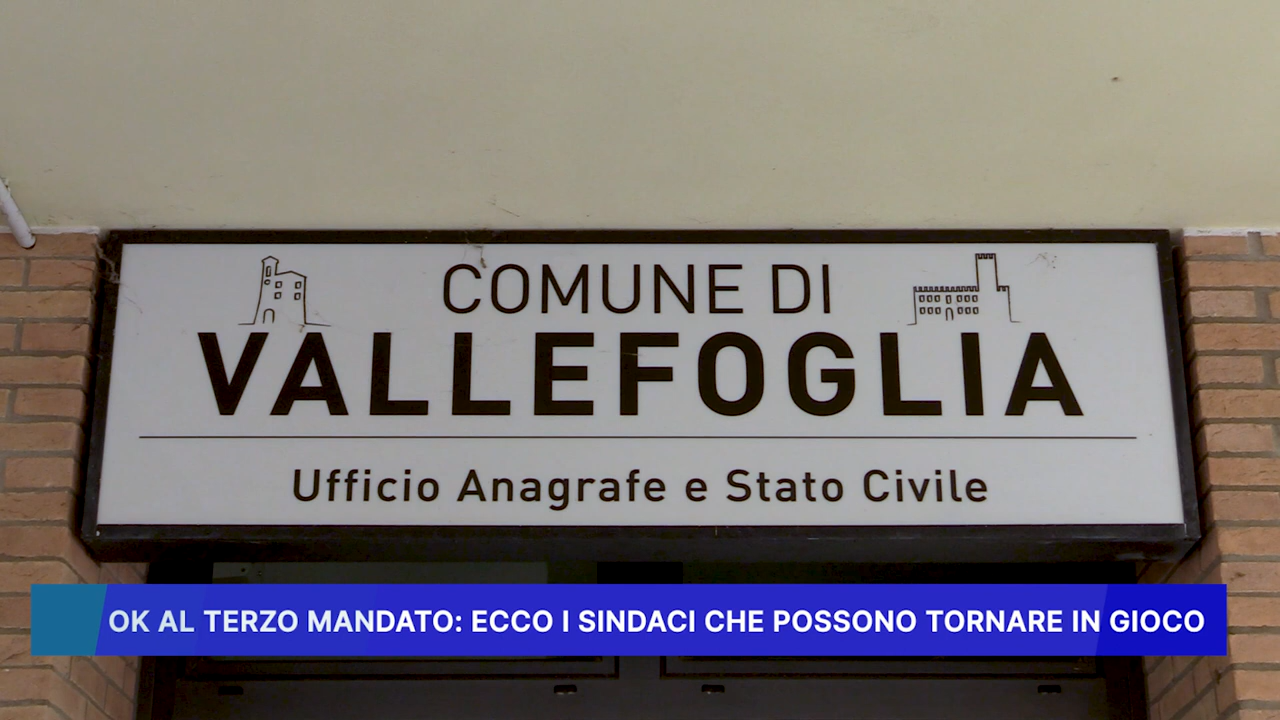 COMUNE DI
VALLEFOGLIA
Ufficio Anagrafe e Stato Civile
OK AL TERZO MANDATO: ECCO I SINDACI CHE POSSONO TORNARE IN GIOCO